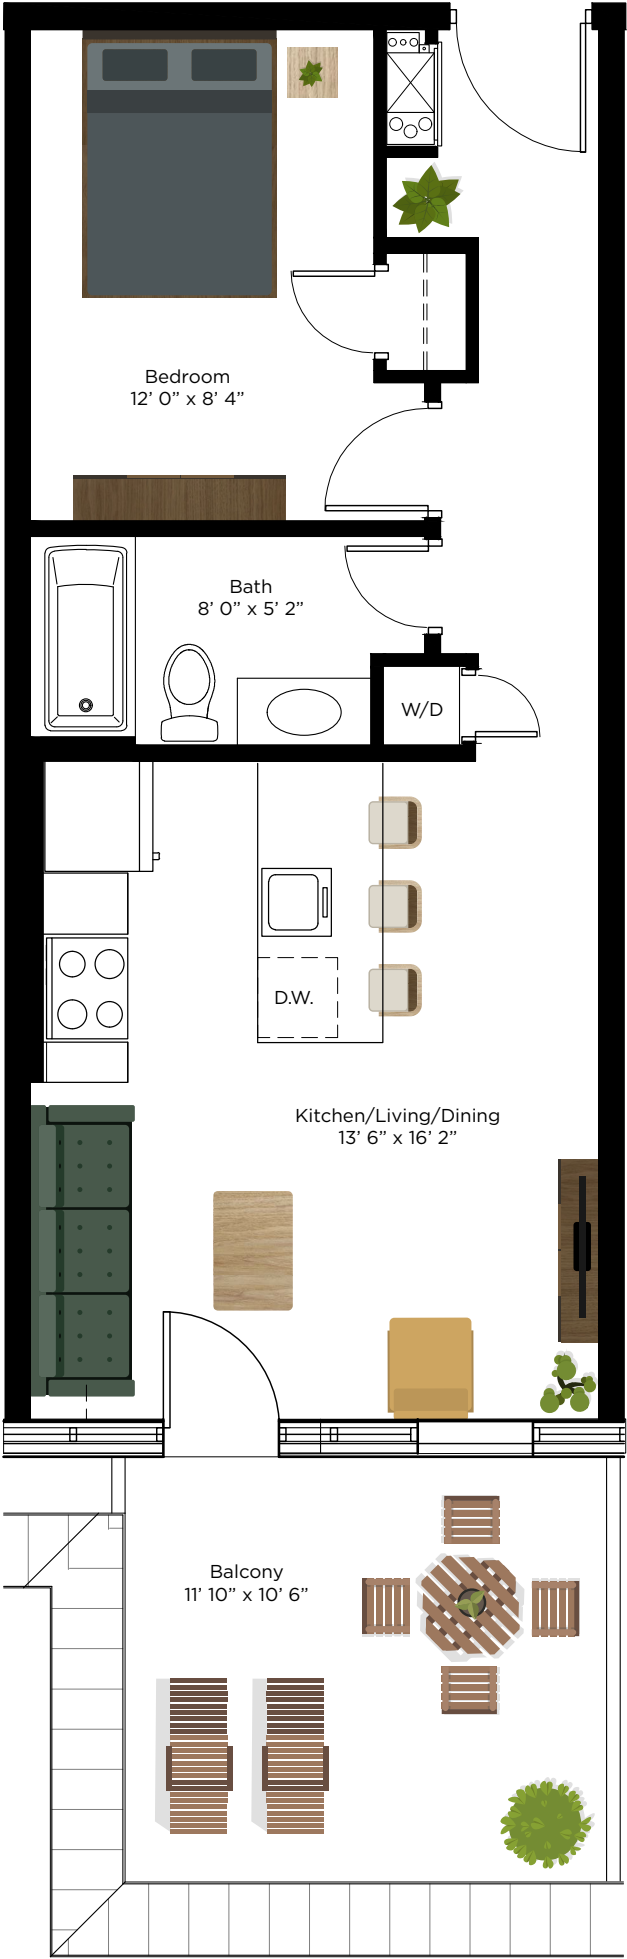 Bedroom
12’ 0” x 8’ 4”
Bath
8’ 0” x 5’ 2”
W/D
D.W.
Kitchen/Living/Dining
13’ 6” x 16’ 2”
Balcony
11’ 10” x 10’ 6”